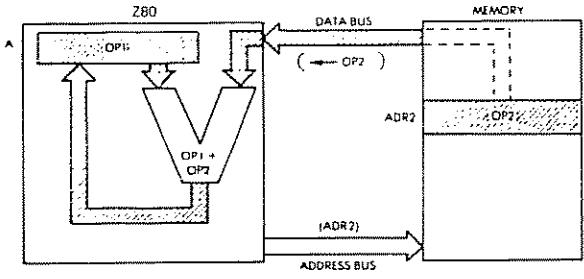 Z80
DATA BUS
MEMORY
A
OP1
( ← OP2 )
ADR2
OP2
OP1 +
OP2
(ADR2)
ADDRESS BUS